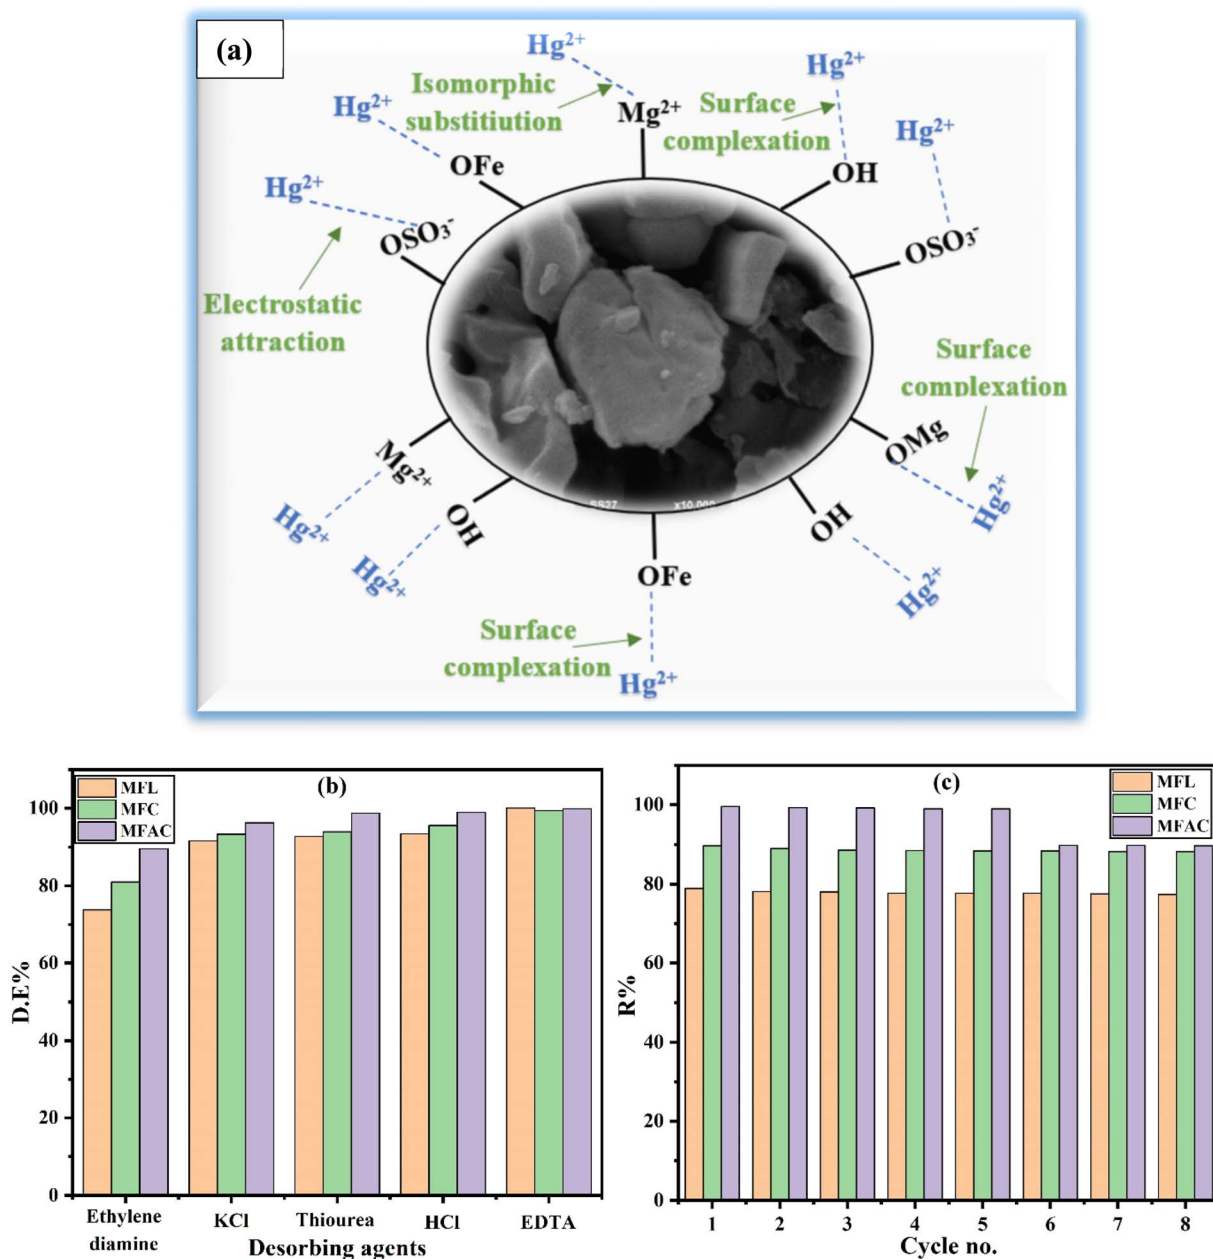 (a)
Hg²⁺
Hg²⁺
Isomorphic
substitiution
Mg²⁺
Surface
complexation
Hg²⁺
Hg²⁺
OFe
OH
Hg²⁺
OSO₃⁻
OSO₃⁻
Electrostatic
attraction
Surface
complexation
Mg²⁺
OMg
Hg²⁺
OH
Hg²⁺
SS27
x10,000
OH
Hg²⁺
Hg²⁺
OFe
Surface
complexation
Hg²⁺
(b)
MFL
MFC
MFAC
D.E%
100
80
60
40
20
0
Ethylene
diamine
KCl
Thiourea
HCl
EDTA
Desorbing agents
(c)
MFL
MFC
MFAC
R%
100
80
60
40
20
0
1 2 3 4 5 6 7 8
Cycle no.